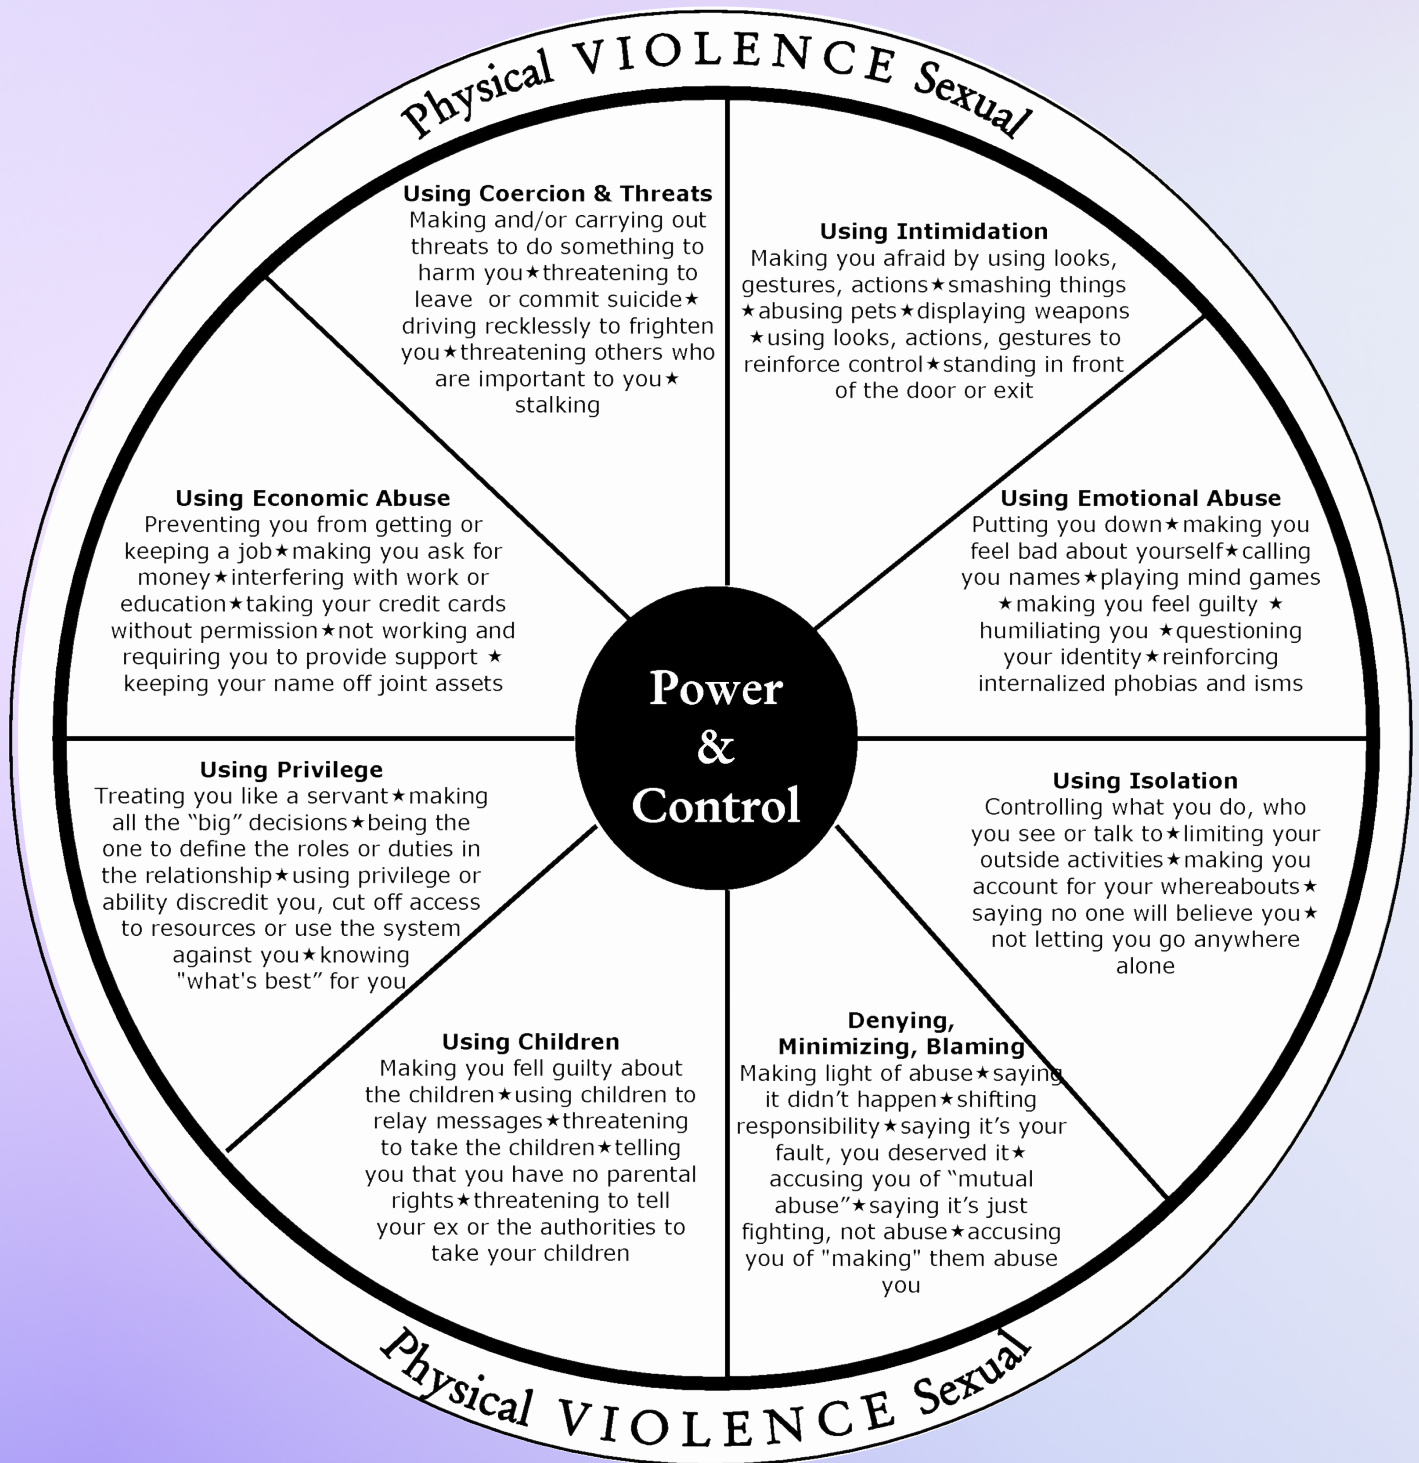 Physical VIOLENCE Sexual
Using Coercion & Threats
Making and/or carrying out
threats to do something to
harm you★threatening to
leave  or commit suicide★
driving recklessly to frighten
you★threatening others who
are important to you★
stalking
Using Intimidation
Making you afraid by using looks,
gestures, actions★smashing things
★abusing pets★displaying weapons
★using looks, actions, gestures to
reinforce control★standing in front
of the door or exit
Using Economic Abuse
Preventing you from getting or
keeping a job★making you ask for
money★interfering with work or
education★taking your credit cards
without permission★not working and
requiring you to provide support ★
keeping your name off joint assets
Using Emotional Abuse
Putting you down★making you
feel bad about yourself★calling
you names★playing mind games
★making you feel guilty ★
humiliating you ★questioning
your identity★reinforcing
internalized phobias and isms
Power
&
Control
Using Privilege
Treating you like a servant★making
all the “big” decisions★being the
one to define the roles or duties in
the relationship★using privilege or
ability discredit you, cut off access
to resources or use the system
against you★knowing
"what's best” for you
Using Isolation
Controlling what you do, who
you see or talk to★limiting your
outside activities★making you
account for your whereabouts★
saying no one will believe you★
not letting you go anywhere
alone
Using Children
Making you fell guilty about
the children★using children to
relay messages★threatening
to take the children★telling
you that you have no parental
rights★threatening to tell
your ex or the authorities to
take your children
Denying,
Minimizing, Blaming
Making light of abuse★saying
it didn’t happen★shifting
responsibility★saying it’s your
fault, you deserved it★
accusing you of “mutual
abuse”★saying it’s just
fighting, not abuse★accusing
you of "making" them abuse
you
Physical VIOLENCE Sexual